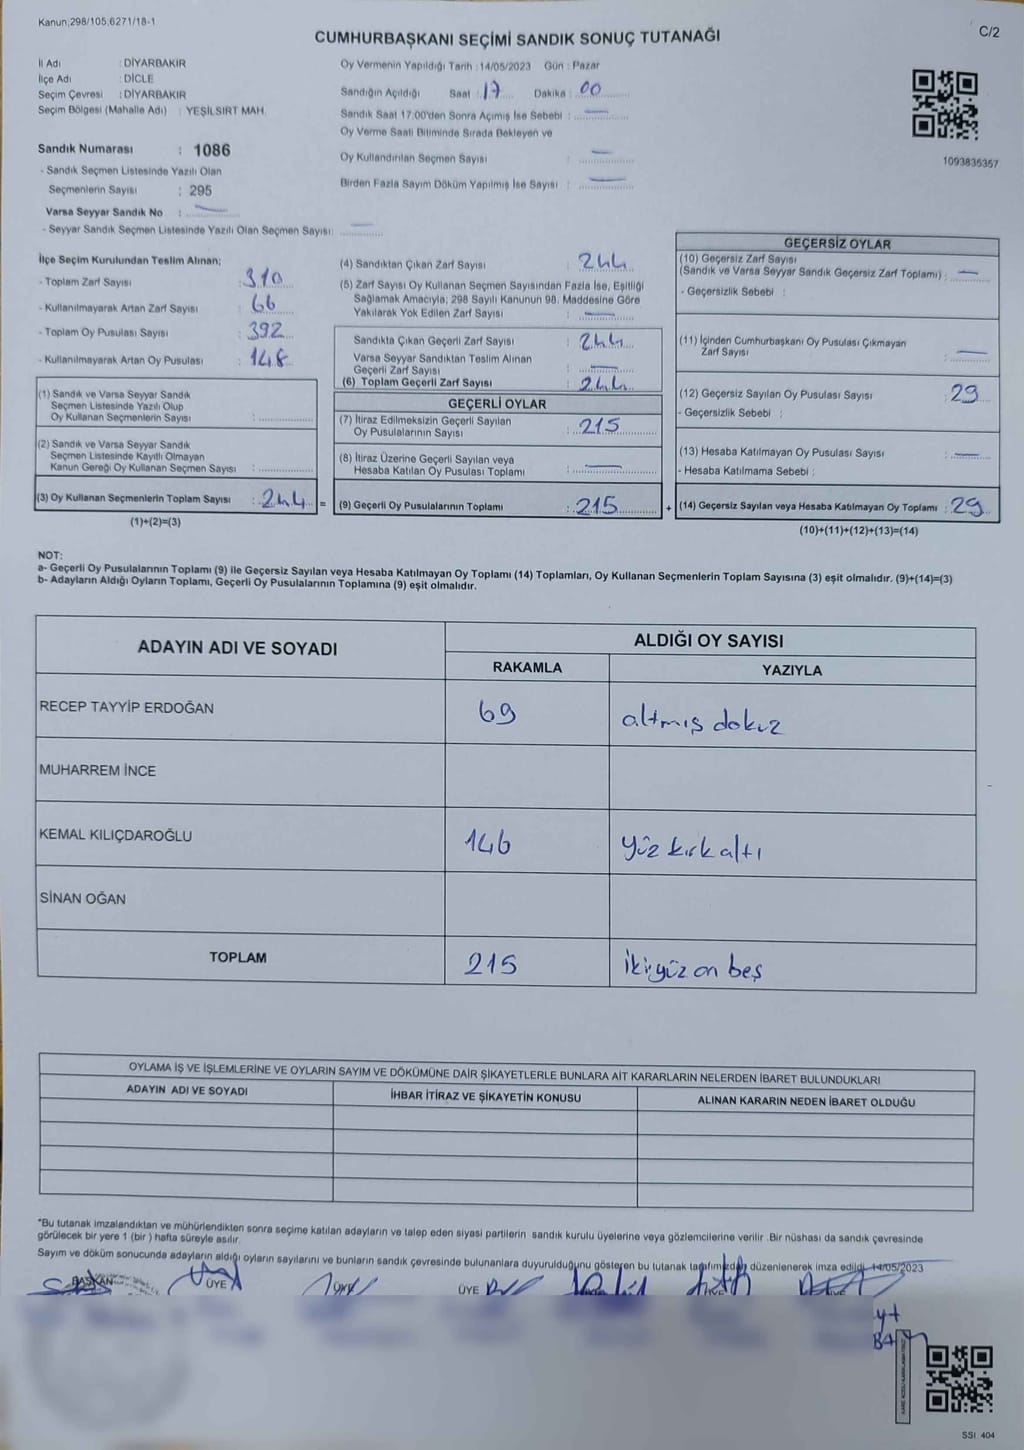 Kanun;298/105,6271/18-1
C/2
CUMHURBAŞKANI SEÇİMİ SANDIK SONUÇ TUTANAĞI
İl Adı : DİYARBAKIR
İlçe Adı : DİCLE
Seçim Çevresi : DİYARBAKIR
Seçim Bölgesi (Mahalle Adı) : YEŞİLSIRT MAH.
Sandık Numarası : 1086
- Sandık Seçmen Listesinde Yazılı Olan
Seçmenlerin Sayısı : 295
Varsa Seyyar Sandık No :
- Seyyar Sandık Seçmen Listesinde Yazılı Olan Seçmen Sayısı:
Oy Vermenin Yapıldığı Tarih : 14/05/2023 Gün : Pazar
Sandığın Açıldığı Saat : 17 Dakika : 00
Sandık Saat 17:00'den Sonra Açımış İse Sebebi :
Oy Verme Saati Bitiminde Sırada Bekleyen ve
Oy Kullandırılan Seçmen Sayısı :
Birden Fazla Sayım Döküm Yapılmış İse Sayısı :
1093835357
İlçe Seçim Kurulundan Teslim Alınan;
- Toplam Zarf Sayısı : 310
- Kullanılmayarak Artan Zarf Sayısı : 66
- Toplam Oy Pusulası Sayısı : 392
- Kullanılmayarak Artan Oy Pusulası : 148
(1) Sandık ve Varsa Seyyar Sandık
Seçmen Listesinde Yazılı Olup
Oy Kullanan Seçmenlerin Sayısı :
(2) Sandık ve Varsa Seyyar Sandık
Seçmen Listesinde Kayıtlı Olmayan
Kanun Gereği Oy Kullanan Seçmen Sayısı :
(3) Oy Kullanan Seçmenlerin Toplam Sayısı : 244 =
(1)+(2)=(3)
(4) Sandıktan Çıkan Zarf Sayısı : 244
(5) Zarf Sayısı Oy Kullanan Seçmen Sayısından Fazla İse, Eşitliği
Sağlamak Amacıyla; 298 Sayılı Kanunun 98. Maddesine Göre
Yakılarak Yok Edilen Zarf Sayısı :
Sandıkta Çıkan Geçerli Zarf Sayısı : 244
Varsa Seyyar Sandıktan Teslim Alınan
Geçerli Zarf Sayısı :
(6) Toplam Geçerli Zarf Sayısı : 244
GEÇERLİ OYLAR
(7) İtiraz Edilmeksizin Geçerli Sayılan
Oy Pusulalarının Sayısı : 215
(8) İtiraz Üzerine Geçerli Sayılan veya
Hesaba Katılan Oy Pusulası Toplamı :
(9) Geçerli Oy Pusulalarının Toplamı : 215 +
GEÇERSİZ OYLAR
(10) Geçersiz Zarf Sayısı
(Sandık ve Varsa Seyyar Sandık Geçersiz Zarf Toplamı) :
- Geçersizlik Sebebi :
(11) İçinden Cumhurbaşkanı Oy Pusulası Çıkmayan
Zarf Sayısı :
(12) Geçersiz Sayılan Oy Pusulası Sayısı : 29
- Geçersizlik Sebebi :
(13) Hesaba Katılmayan Oy Pusulası Sayısı :
- Hesaba Katılmama Sebebi :
(14) Geçersiz Sayılan veya Hesaba Katılmayan Oy Toplamı : 29
(10)+(11)+(12)+(13)=(14)
NOT:
a- Geçerli Oy Pusulalarının Toplamı (9) ile Geçersiz Sayılan veya Hesaba Katılmayan Oy Toplamı (14) Toplamları, Oy Kullanan Seçmenlerin Toplam Sayısına (3) eşit olmalıdır. (9)+(14)=(3)
b- Adayların Aldığı Oyların Toplamı, Geçerli Oy Pusulalarının Toplamına (9) eşit olmalıdır.
ADAYIN ADI VE SOYADI
ALDIĞI OY SAYISI
RAKAMLA YAZIYLA
RECEP TAYYİP ERDOĞAN 69 altmış dokuz
MUHARREM İNCE
KEMAL KILIÇDAROĞLU 146 yüz kırk altı
SİNAN OĞAN
TOPLAM 215 İkiyüz on beş
OYLAMA İŞ VE İŞLEMLERİNE VE OYLARIN SAYIM VE DÖKÜMÜNE DAİR ŞİKAYETLERLE BUNLARA AİT KARARLARIN NELERDEN İBARET BULUNDUKLARI
ADAYIN ADI VE SOYADI İHBAR İTİRAZ VE ŞİKAYETİN KONUSU ALINAN KARARIN NEDEN İBARET OLDUĞU
"Bu tutanak imzalandıktan ve mühürlendikten sonra seçime katılan adayların ve talep eden siyasi partilerin sandık kurulu üyelerine veya gözlemcilerine verilir .Bir nüshası da sandık çevresinde
görülecek bir yere 1 (bir ) hafta süreyle asılır.
Sayım ve döküm sonucunda adayların aldığı oyların sayılarını ve bunların sandık çevresinde bulunanlara duyurulduğunu gösteren bu tutanak tarafımızdan düzenlenerek imza edildi. 14/05/2023
BAŞKAN ÜYE ÜYE ÜYE
SSI 404